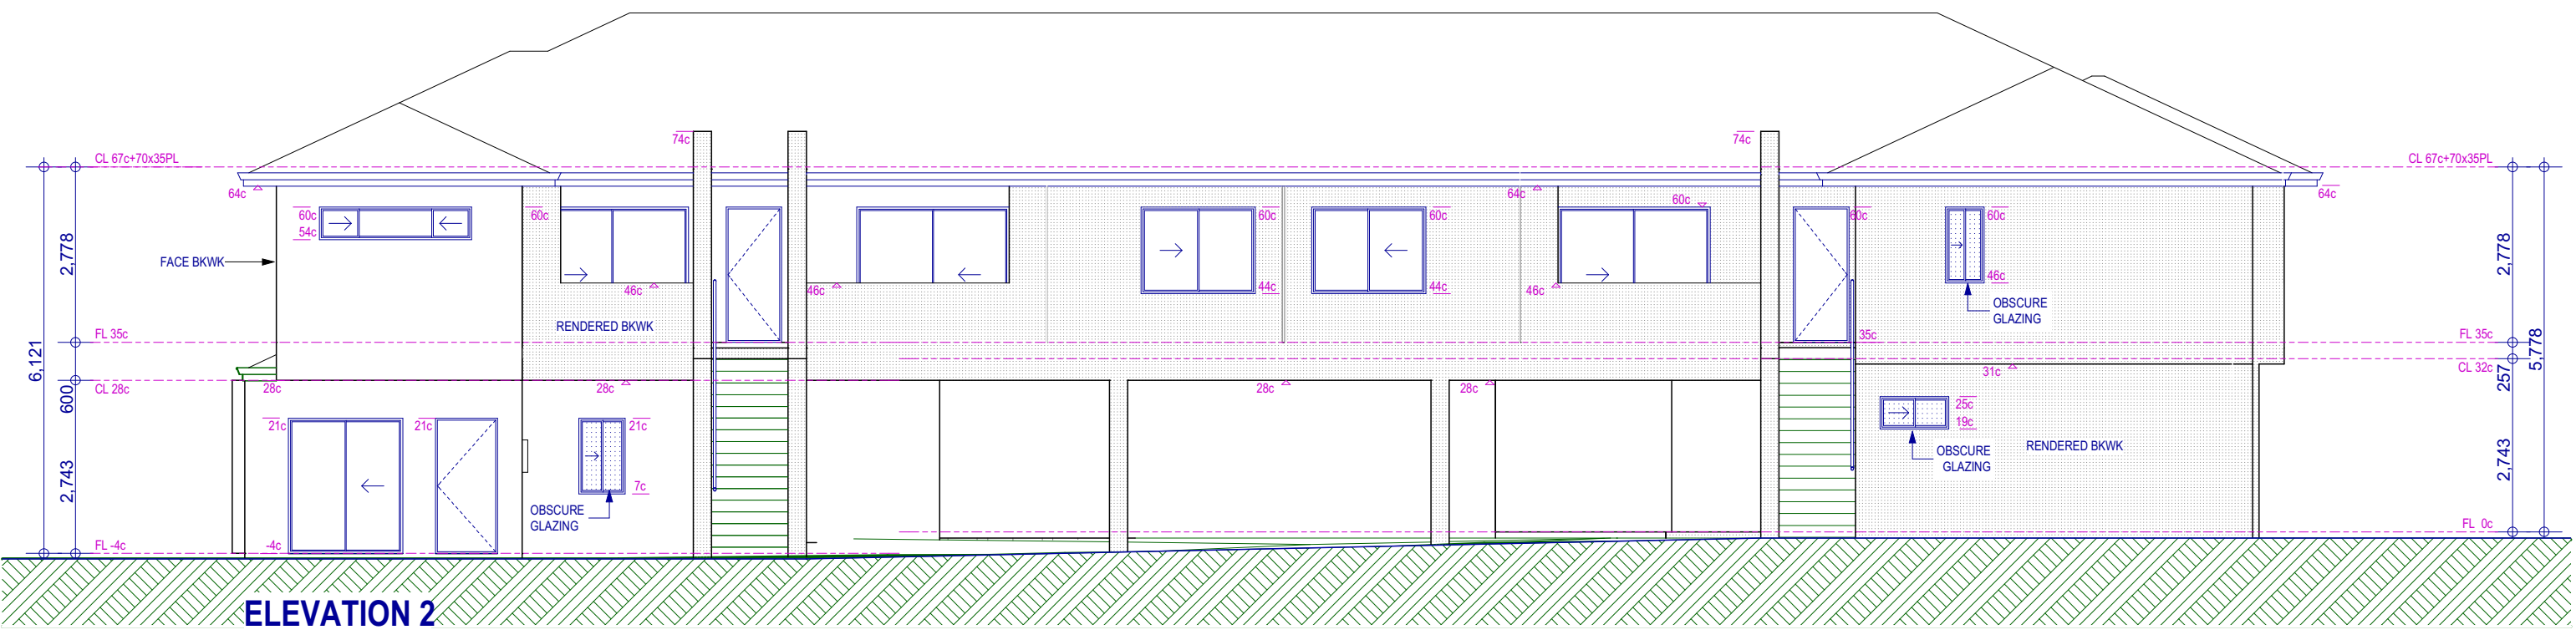 74c
74c
CL 67c+70x35PL
CL 67c+70x35PL
64c
64c
64c
60c
54c
60c
60c
60c
60c
60c
60c
FACE BKWK
2,778
2,778
46c
46c
44c
44c
46c
46c
OBSCURE
GLAZING
RENDERED BKWK
FL 35c
35c
FL 35c
6,121
5,778
CL 28c
600
28c
28c
28c
28c
31c
257
CL 32c
21c
21c
21c
25c
19c
OBSCURE
GLAZING
RENDERED BKWK
2,743
2,743
7c
OBSCURE
GLAZING
FL -4c
-4c
FL 0c
ELEVATION 2